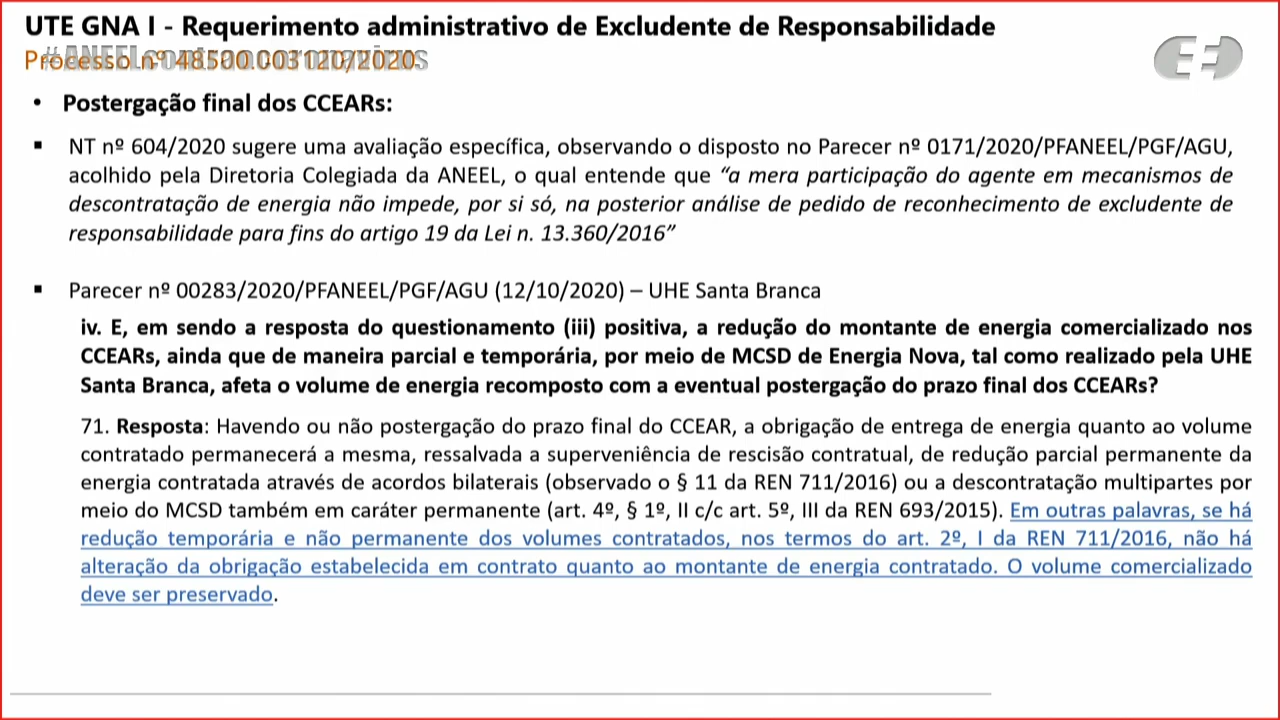 UTE GNA I - Requerimento administrativo de Excludente de Responsabilidade
Processo nº 48500.003120/2020
• Postergação final dos CCEARs:
▪ NT nº 604/2020 sugere uma avaliação específica, observando o disposto no Parecer nº 0171/2020/PFANEEL/PGF/AGU,
acolhido pela Diretoria Colegiada da ANEEL, o qual entende que “a mera participação do agente em mecanismos de
descontratação de energia não impede, por si só, na posterior análise de pedido de reconhecimento de excludente de
responsabilidade para fins do artigo 19 da Lei n. 13.360/2016”
▪ Parecer nº 00283/2020/PFANEEL/PGF/AGU (12/10/2020) – UHE Santa Branca
iv. E, em sendo a resposta do questionamento (iii) positiva, a redução do montante de energia comercializado nos
CCEARs, ainda que de maneira parcial e temporária, por meio de MCSD de Energia Nova, tal como realizado pela UHE
Santa Branca, afeta o volume de energia recomposto com a eventual postergação do prazo final dos CCEARs?
71. Resposta: Havendo ou não postergação do prazo final do CCEAR, a obrigação de entrega de energia quanto ao volume
contratado permanecerá a mesma, ressalvada a superveniência de rescisão contratual, de redução parcial permanente da
energia contratada através de acordos bilaterais (observado o § 11 da REN 711/2016) ou a descontratação multipartes por
meio do MCSD também em caráter permanente (art. 4º, § 1º, II c/c art. 5º, III da REN 693/2015). Em outras palavras, se há
redução temporária e não permanente dos volumes contratados, nos termos do art. 2º, I da REN 711/2016, não há
alteração da obrigação estabelecida em contrato quanto ao montante de energia contratado. O volume comercializado
deve ser preservado.